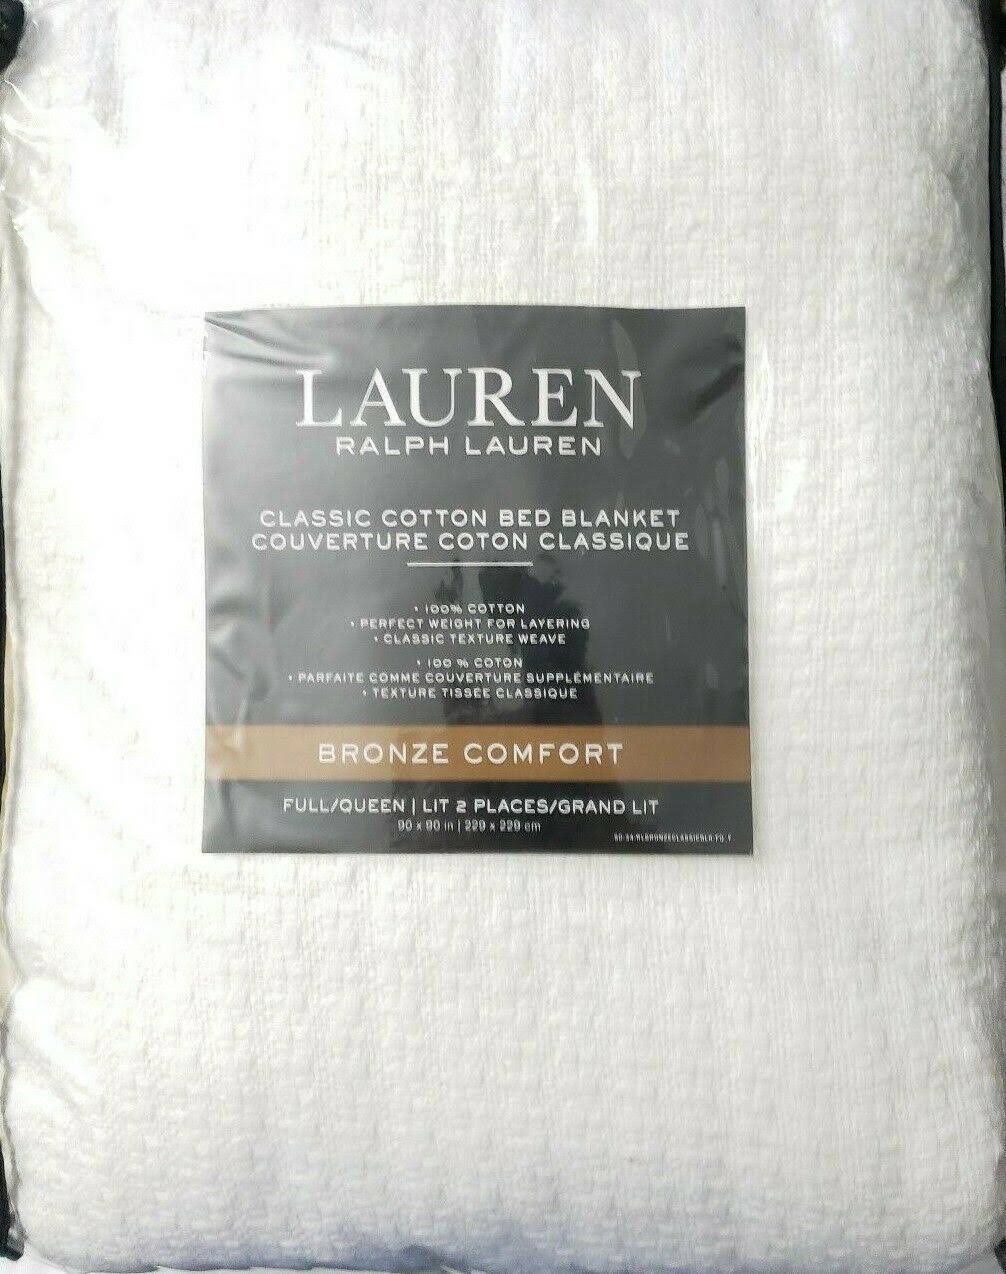 LAUREN
RALPH LAUREN
CLASSIC COTTON BED BLANKET
COUVERTURE COTON CLASSIQUE
• 100% COTTON
• PERFECT WEIGHT FOR LAYERING
• CLASSIC TEXTURE WEAVE
• 100 % COTON
• PARFAITE COMME COUVERTURE SUPPLÉMENTAIRE
• TEXTURE TISSÉE CLASSIQUE
BRONZE COMFORT
FULL/QUEEN | LIT 2 PLACES/GRAND LIT
90 x 90 in | 229 x 229 cm